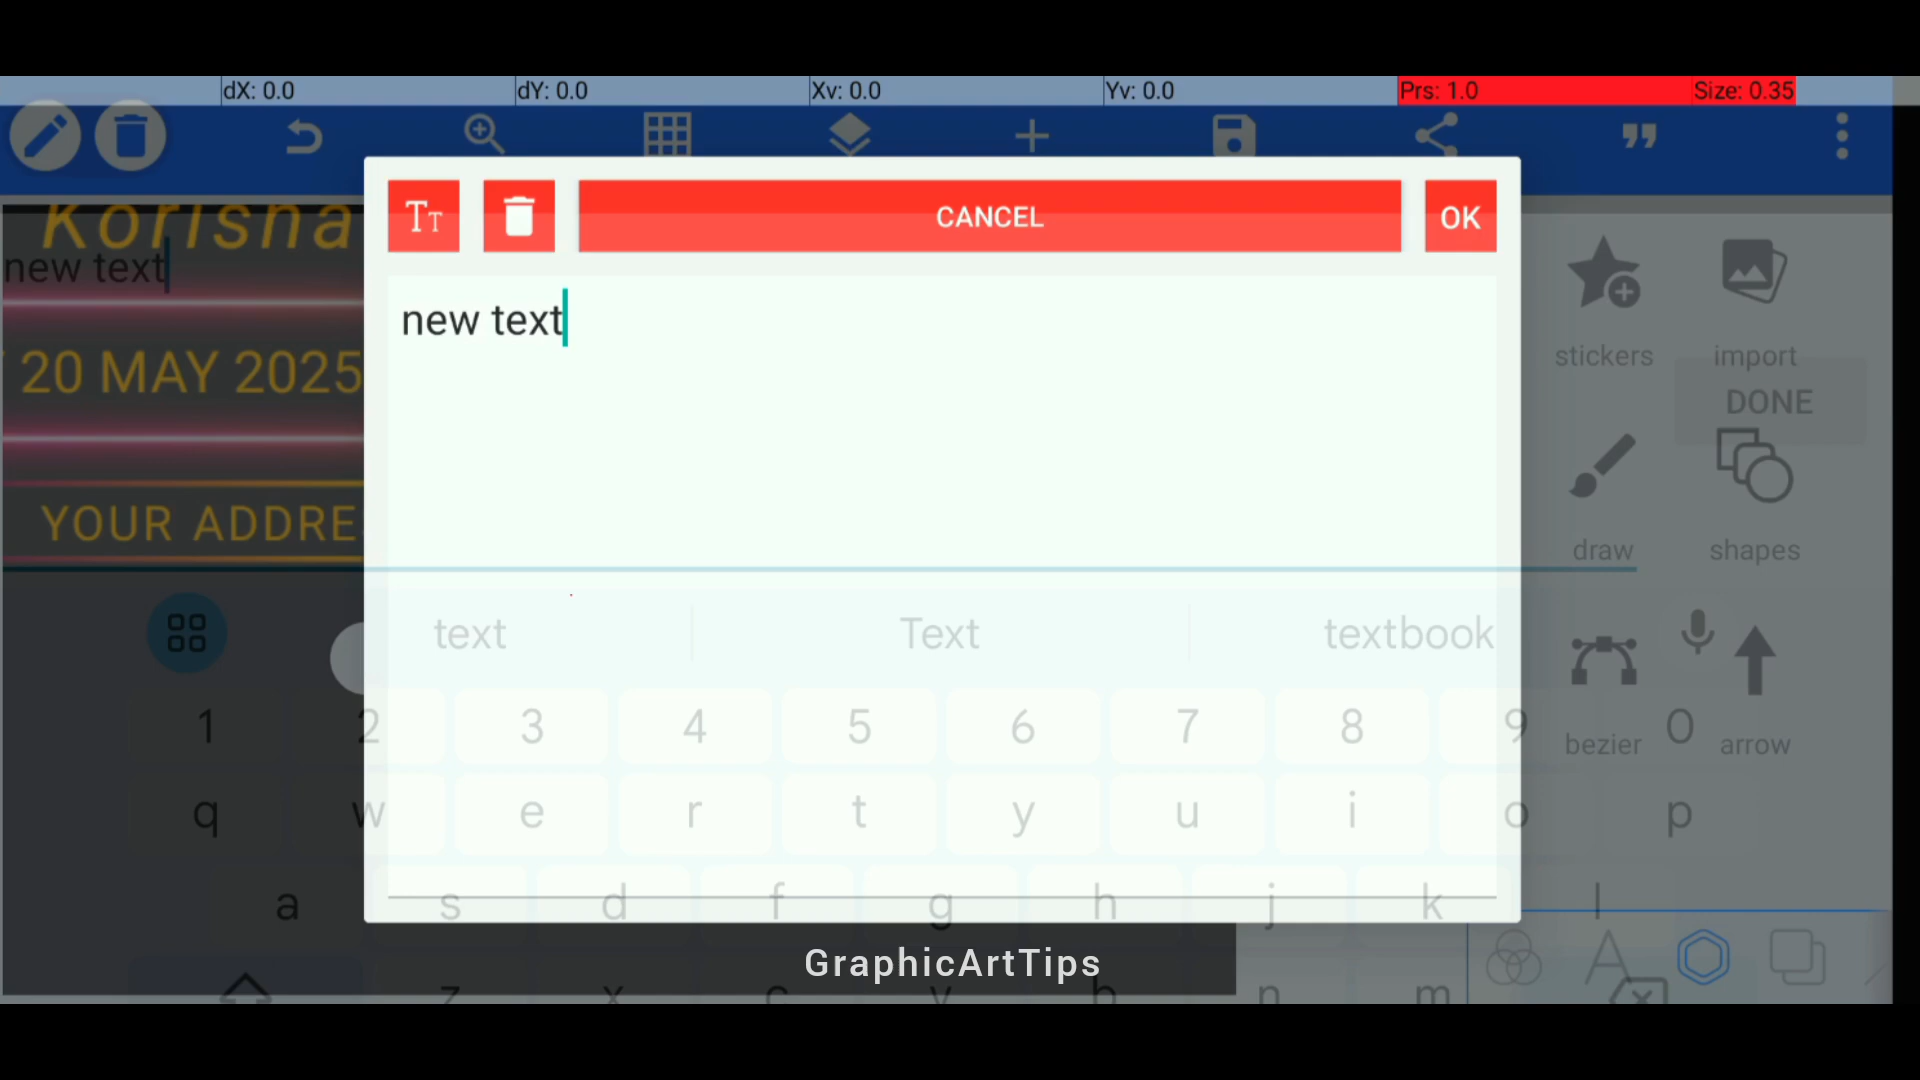 dX: 0.0 dY: 0.0 Xv: 0.0 Yv: 0.0 Prs: 1.0 Size: 0.35
TT CANCEL OK
Korisna
new text
new text
20 MAY 2025
YOUR ADDRE
stickers import
DONE
draw shapes
text Text textbook
bezier arrow
1 2 3 4 5 6 7 8 9 0
q w e r t y u i o p
a s d f g h j k l
GraphicArtTips
z x c v b n m